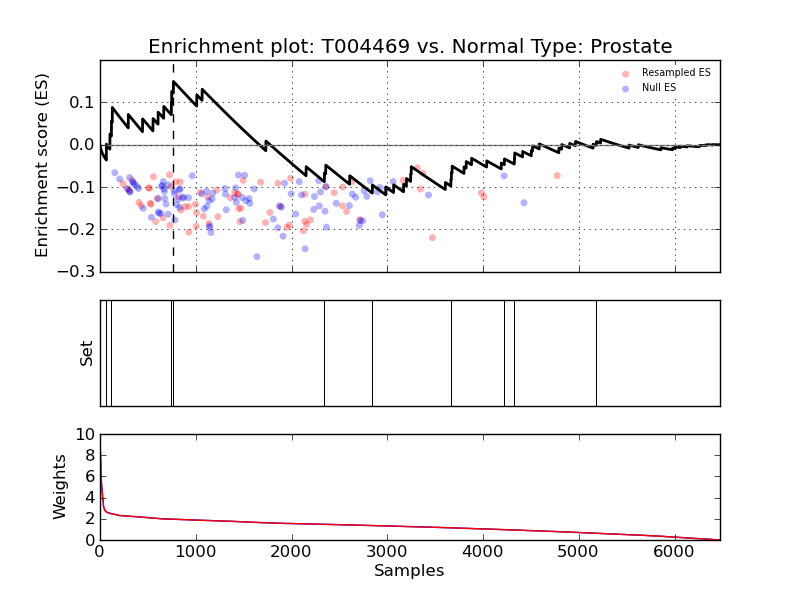 Enrichment plot: T004469 vs. Normal Type: Prostate
Enrichment score (ES)
0.1
0.0
−0.1
−0.2
−0.3
Resampled ES
Null ES
Set
Weights
10
8
6
4
2
0
0 1000 2000 3000 4000 5000 6000
Samples